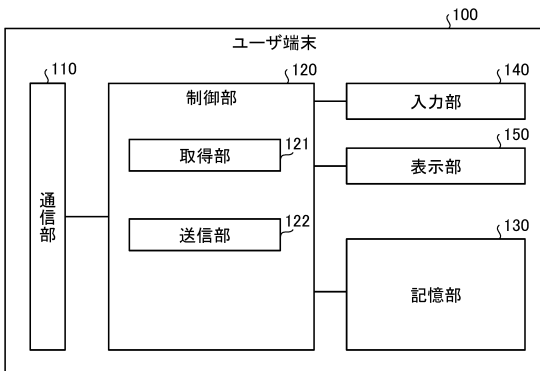 100
ユーザ端末
110
120
140
制御部
入力部
121
取得部
150
表示部
通信部
122
送信部
130
記憶部